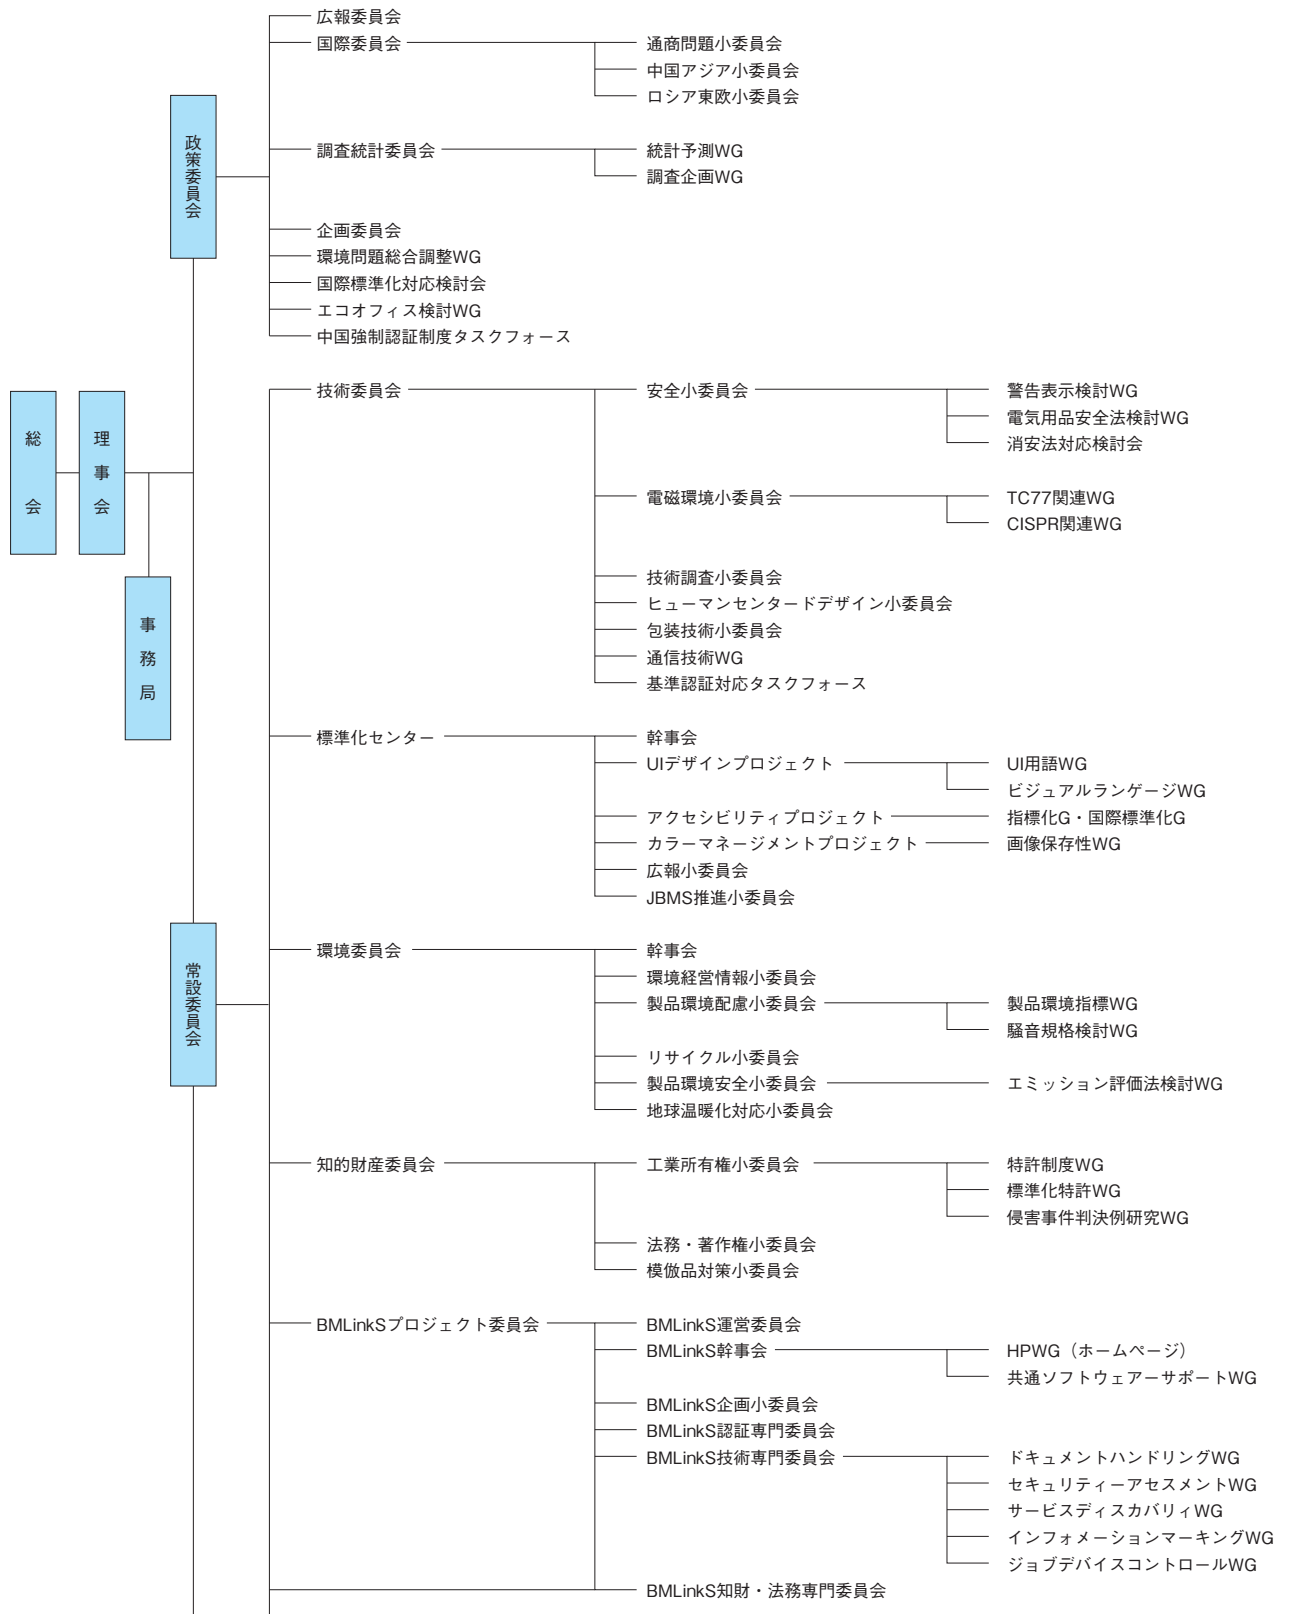 総会
理事会
事務局
政策委員会
広報委員会
国際委員会
通商問題小委員会
中国アジア小委員会
ロシア東欧小委員会
調査統計委員会
統計予測WG
調査企画WG
企画委員会
環境問題総合調整WG
国際標準化対応検討会
エコオフィス検討WG
中国強制認証制度タスクフォース
常設委員会
技術委員会
安全小委員会
警告表示検討WG
電気用品安全法検討WG
消安法対応検討会
電磁環境小委員会
TC77関連WG
CISPR関連WG
技術調査小委員会
ヒューマンセンタードデザイン小委員会
包装技術小委員会
通信技術WG
基準認証対応タスクフォース
標準化センター
幹事会
UIデザインプロジェクト
UI用語WG
ビジュアルランゲージWG
アクセシビリティプロジェクト
指標化G・国際標準化G
カラーマネージメントプロジェクト
画像保存性WG
広報小委員会
JBMS推進小委員会
環境委員会
幹事会
環境経営情報小委員会
製品環境配慮小委員会
製品環境指標WG
騒音規格検討WG
リサイクル小委員会
製品環境安全小委員会
エミッション評価法検討WG
地球温暖化対応小委員会
知的財産委員会
工業所有権小委員会
特許制度WG
標準化特許WG
侵害事件判決例研究WG
法務・著作権小委員会
模倣品対策小委員会
BMLinkSプロジェクト委員会
BMLinkS運営委員会
BMLinkS幹事会
HPWG（ホームページ）
共通ソフトウェアーサポートWG
BMLinkS企画小委員会
BMLinkS認証専門委員会
BMLinkS技術専門委員会
ドキュメントハンドリングWG
セキュリティーアセスメントWG
サービスディスカバリィWG
インフォメーションマーキングWG
ジョブデバイスコントロールWG
BMLinkS知財・法務専門委員会